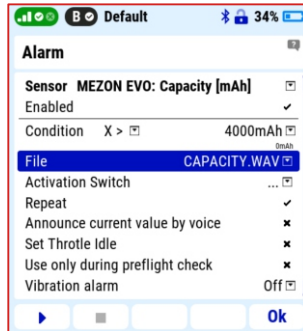 B Default 34%
Alarm
Sensor MEZON EVO: Capacity [mAh]
Enabled
Condition X > 4000mAh
0mAh
File CAPACITY.WAV
Activation Switch ...
Repeat
Announce current value by voice
Set Throtle Idle
Use only during preflight check
Vibration alarm Off
Ok